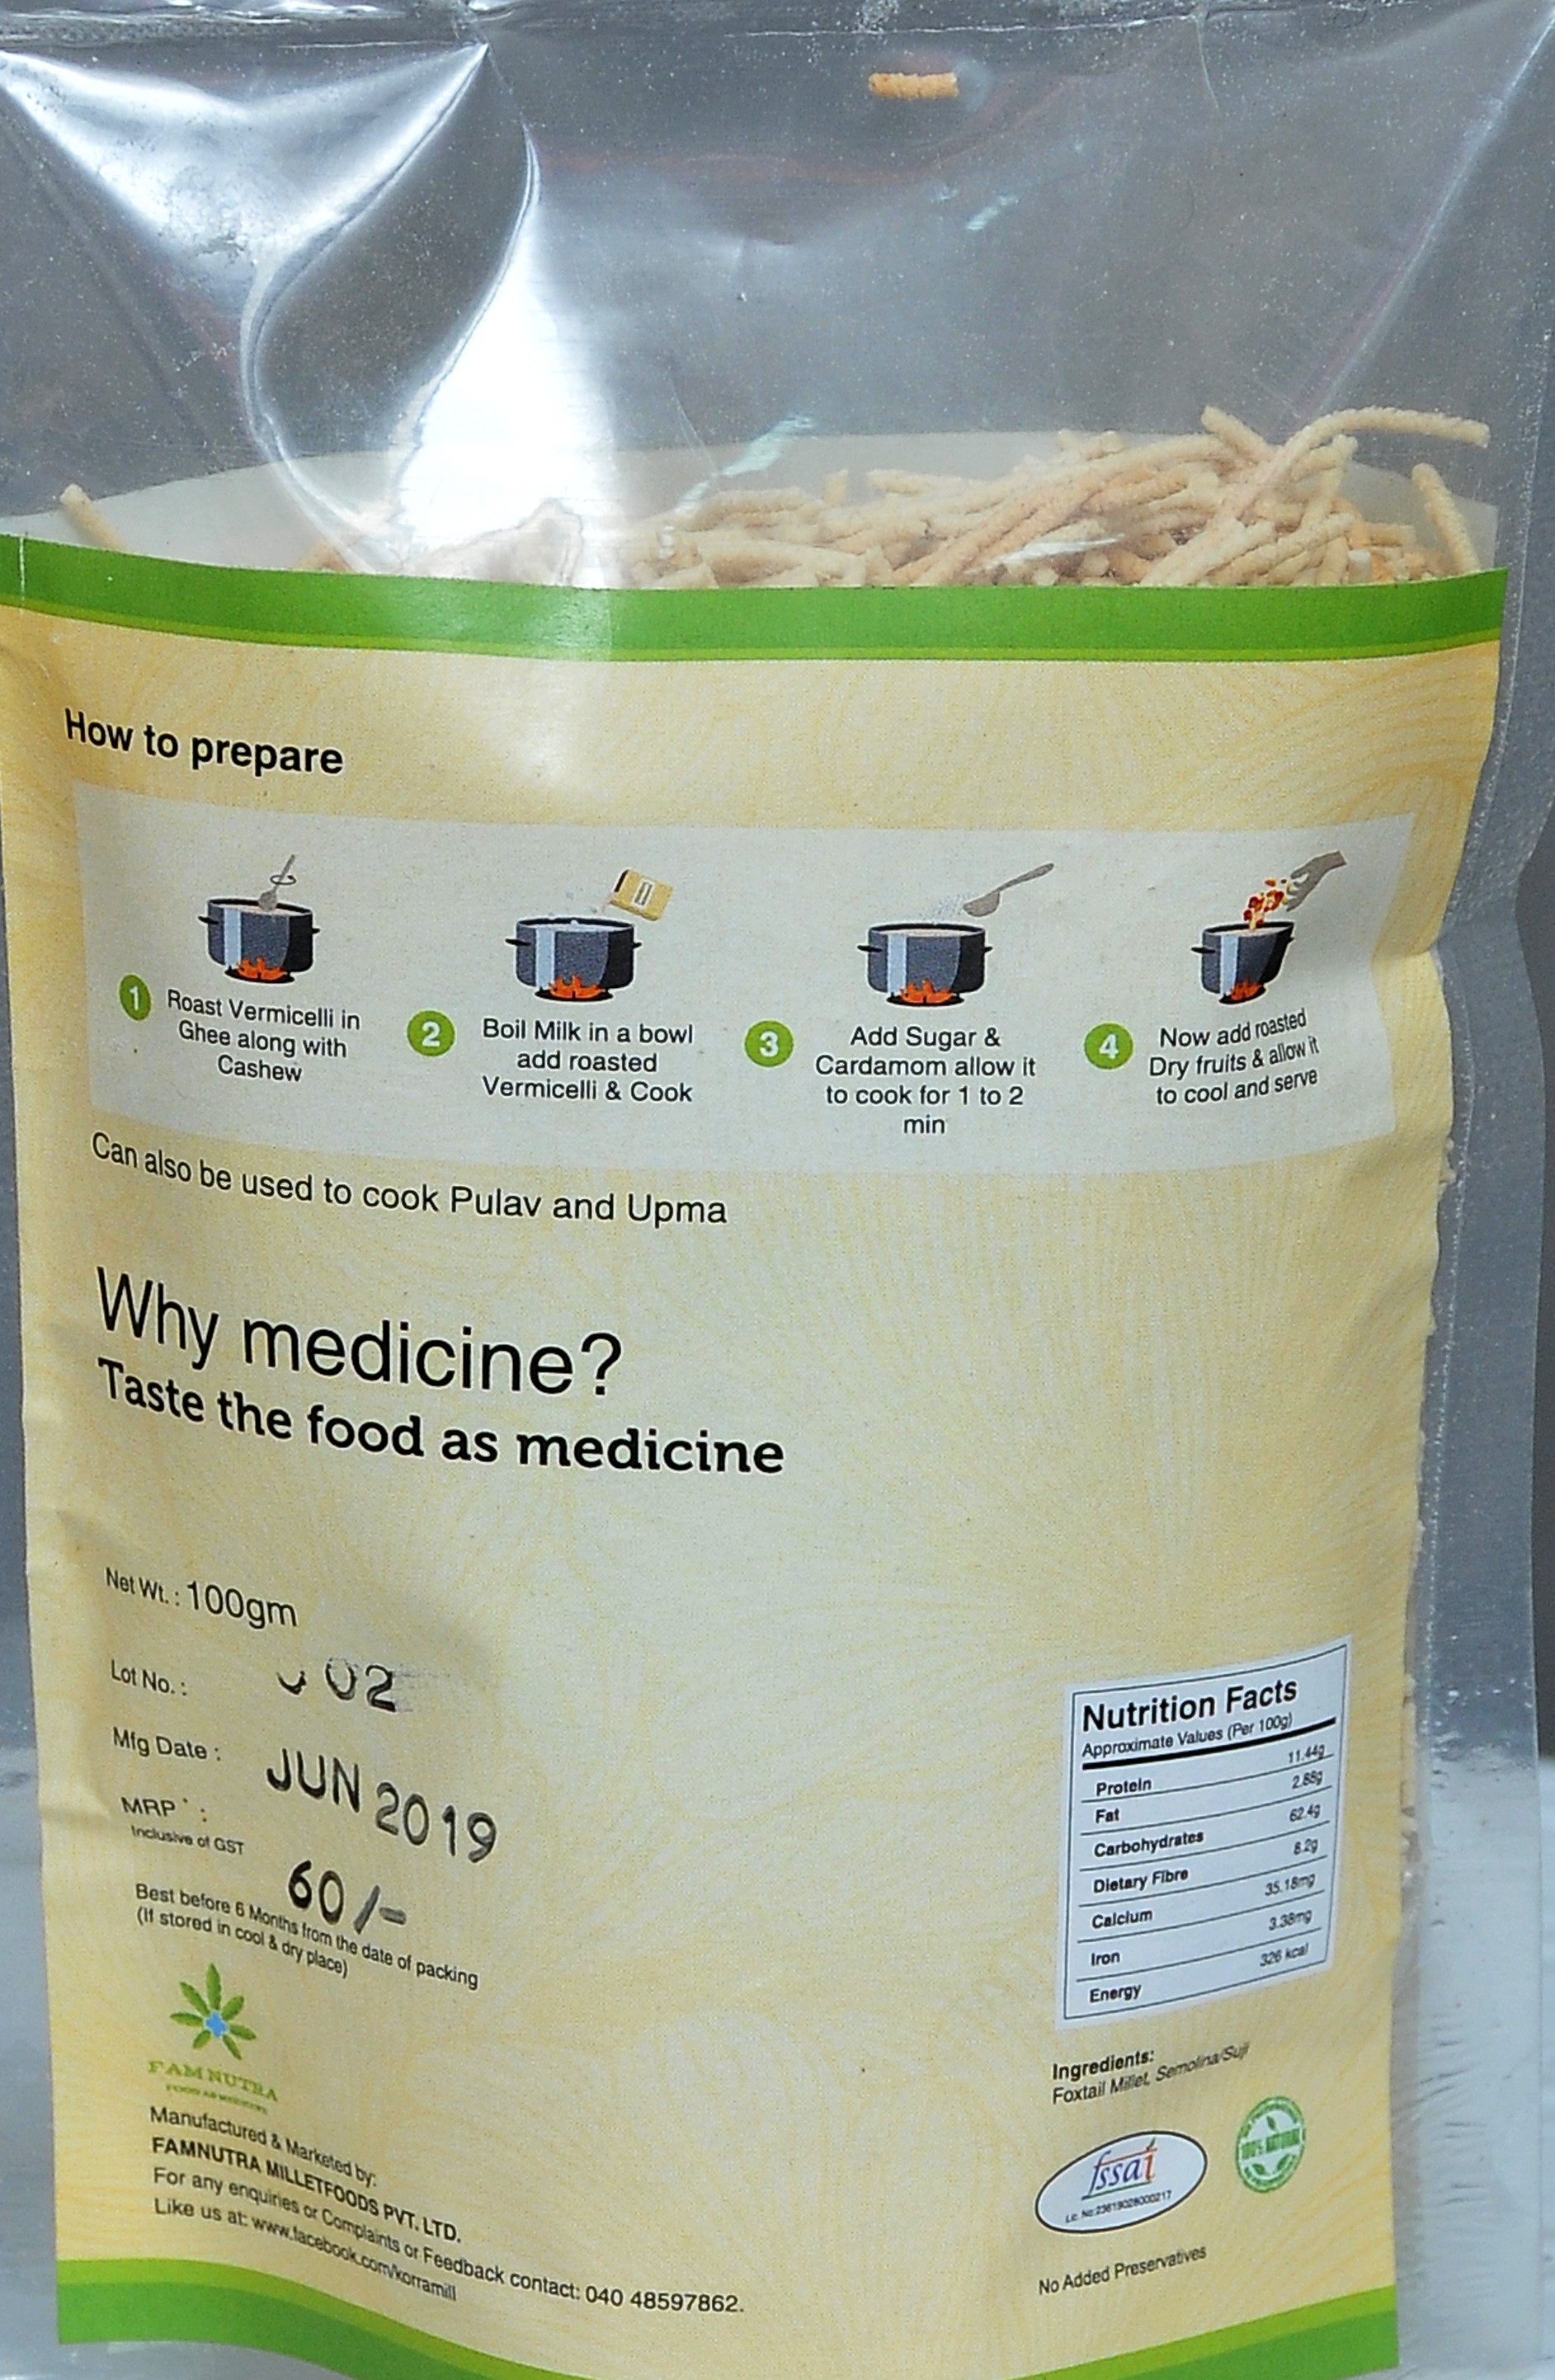 How to prepare
1
Roast Vermicelli in
Ghee along with
Cashew
2
Boil Milk in a bowl
add roasted
Vermicelli & Cook
3
Add Sugar &
Cardamom allow it
to cook for 1 to 2
min
4
Now add roasted
Dry fruits & allow it
to cool and serve
Can also be used to cook Pulav and Upma
Why medicine?
Taste the food as medicine
Net Wt. : 100gm
Lot No. : 02
Mfg Date : JUN 2019
MRP :
Inclusive of GST
60/-
Best before 6 Months from the date of packing
(If stored in cool & dry place)
FAMNUTRA
FOOD AS MEDICINE
Manufactured & Marketed by:
FAMNUTRA MILLETFOODS PVT. LTD.
For any enquiries or Complaints or Feedback contact: 040 48597862.
Like us at: www.facebook.com/korramill
Nutrition Facts
Approximate Values (Per 100g)
Protein 11.44g
Fat 2.88g
Carbohydrates 62.4g
Dietary Fibre 8.2g
Calcium 35.18mg
Iron 3.38mg
Energy 326 kcal
Ingredients:
Foxtail Millet, Semolina/Suji
fssai
Lic. No:23619028000217
100% NATURAL
No Added Preservatives